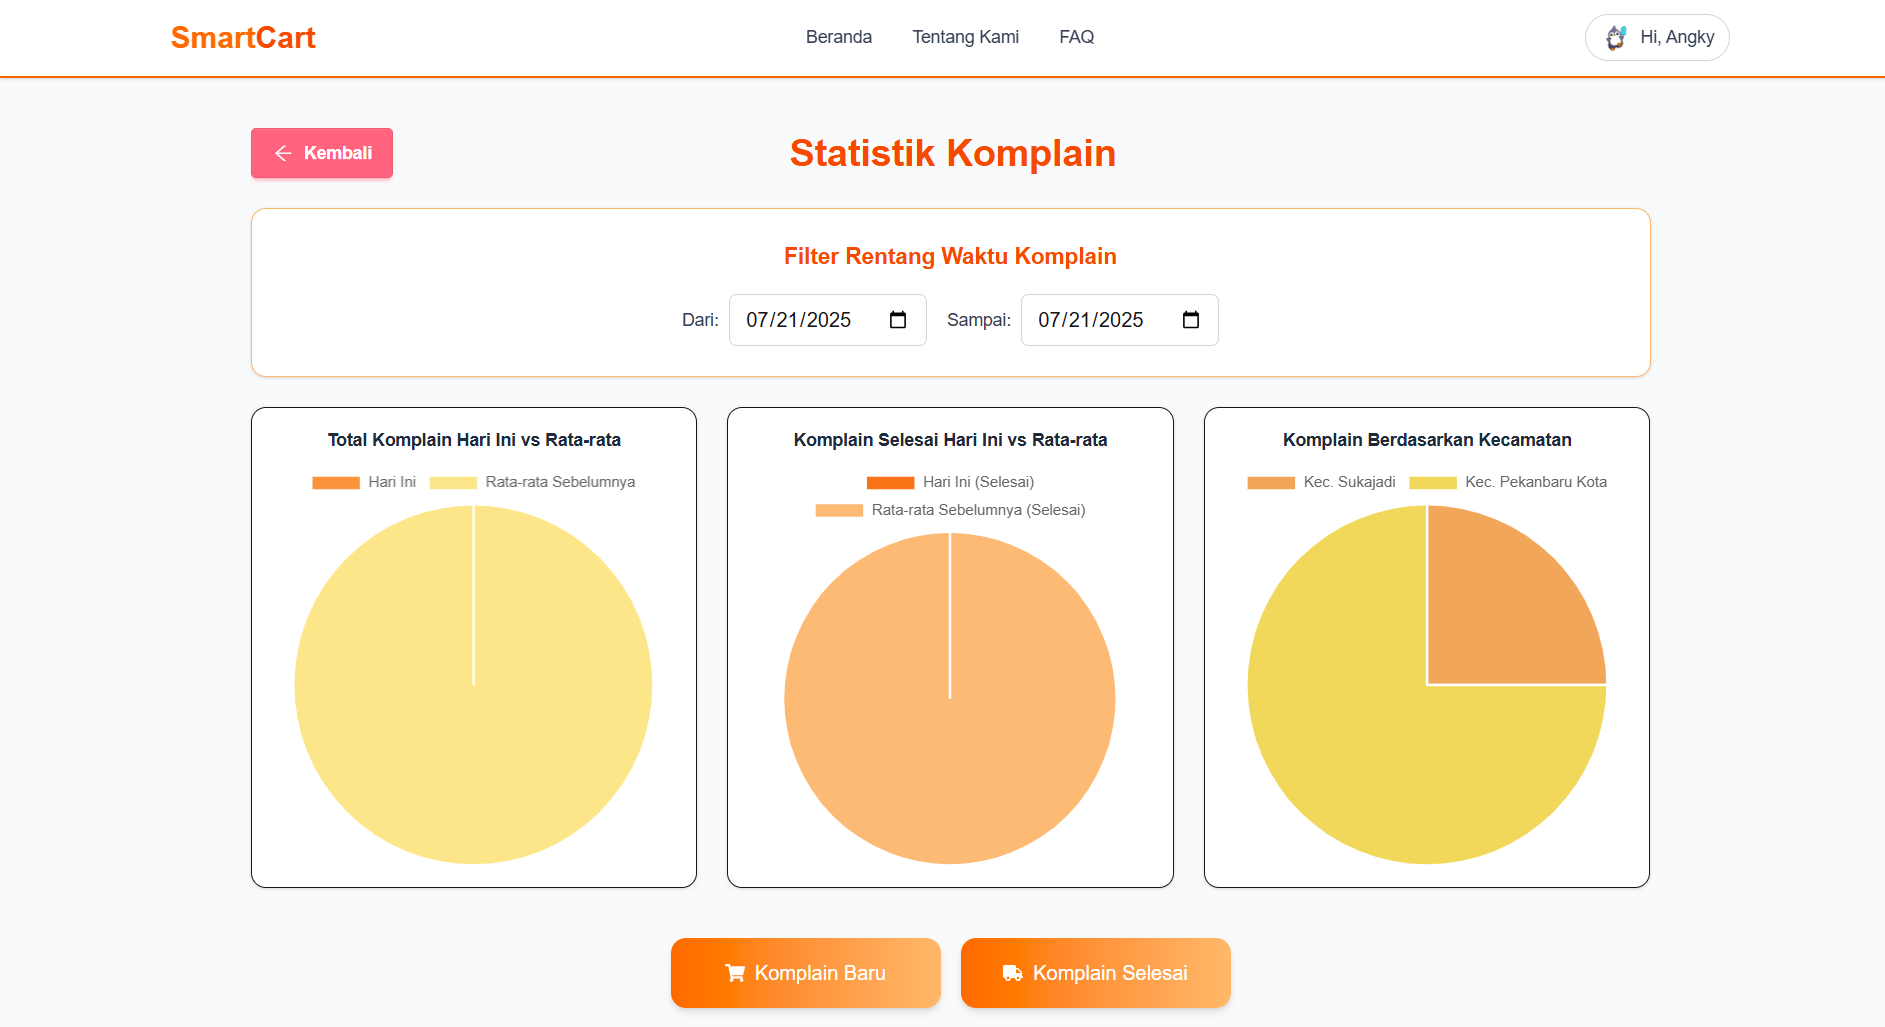 SmartCart
Beranda Tentang Kami FAQ
Hi, Angky
Kembali
Statistik Komplain
Filter Rentang Waktu Komplain
Dari: 07/21/2025 Sampai: 07/21/2025
Total Komplain Hari Ini vs Rata-rata
Hari Ini Rata-rata Sebelumnya
Komplain Selesai Hari Ini vs Rata-rata
Hari Ini (Selesai)
Rata-rata Sebelumnya (Selesai)
Komplain Berdasarkan Kecamatan
Kec. Sukajadi Kec. Pekanbaru Kota
Komplain Baru
Komplain Selesai